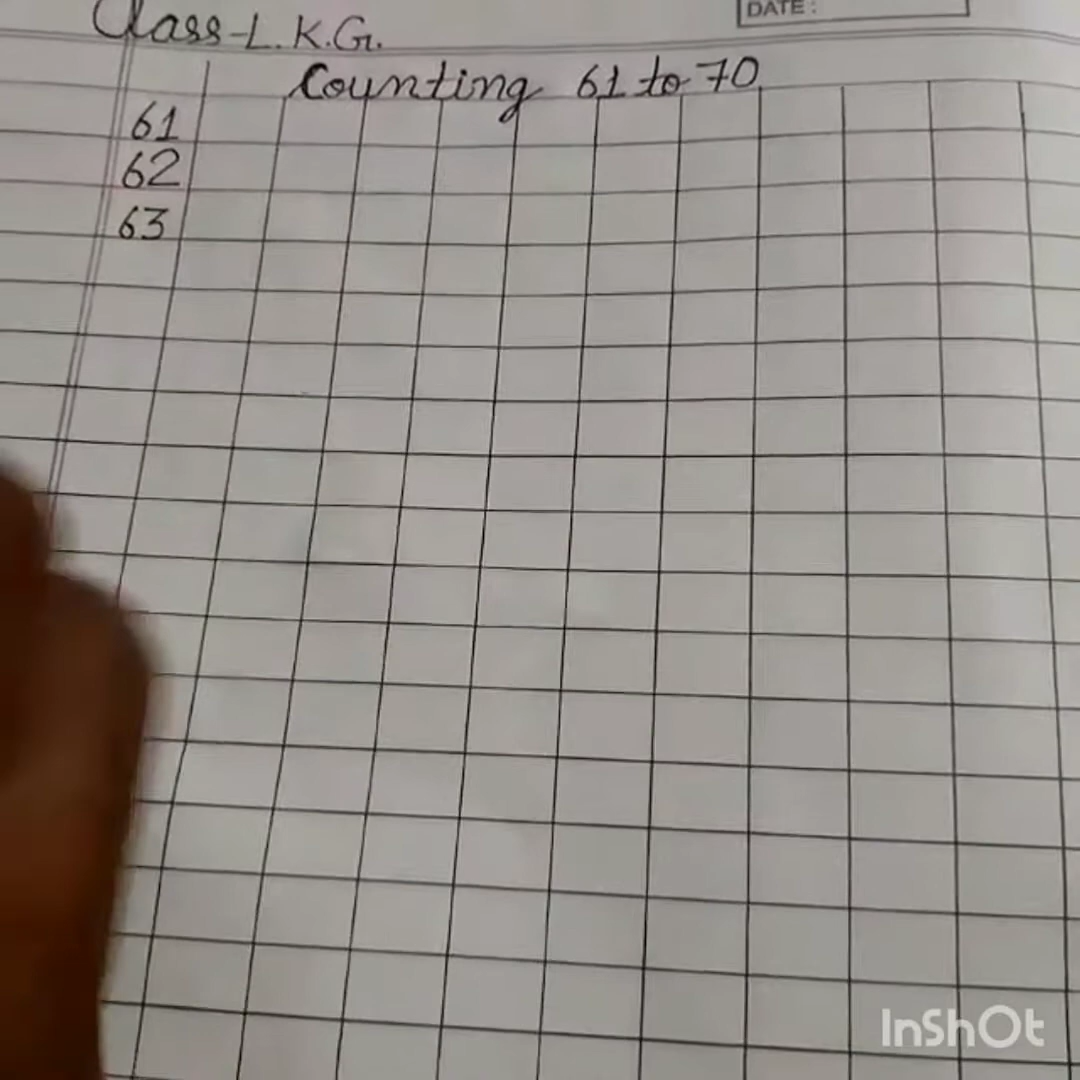 DATE :
Class-L.K.G.
Counting 61 to 70
61
62
63
InShOt